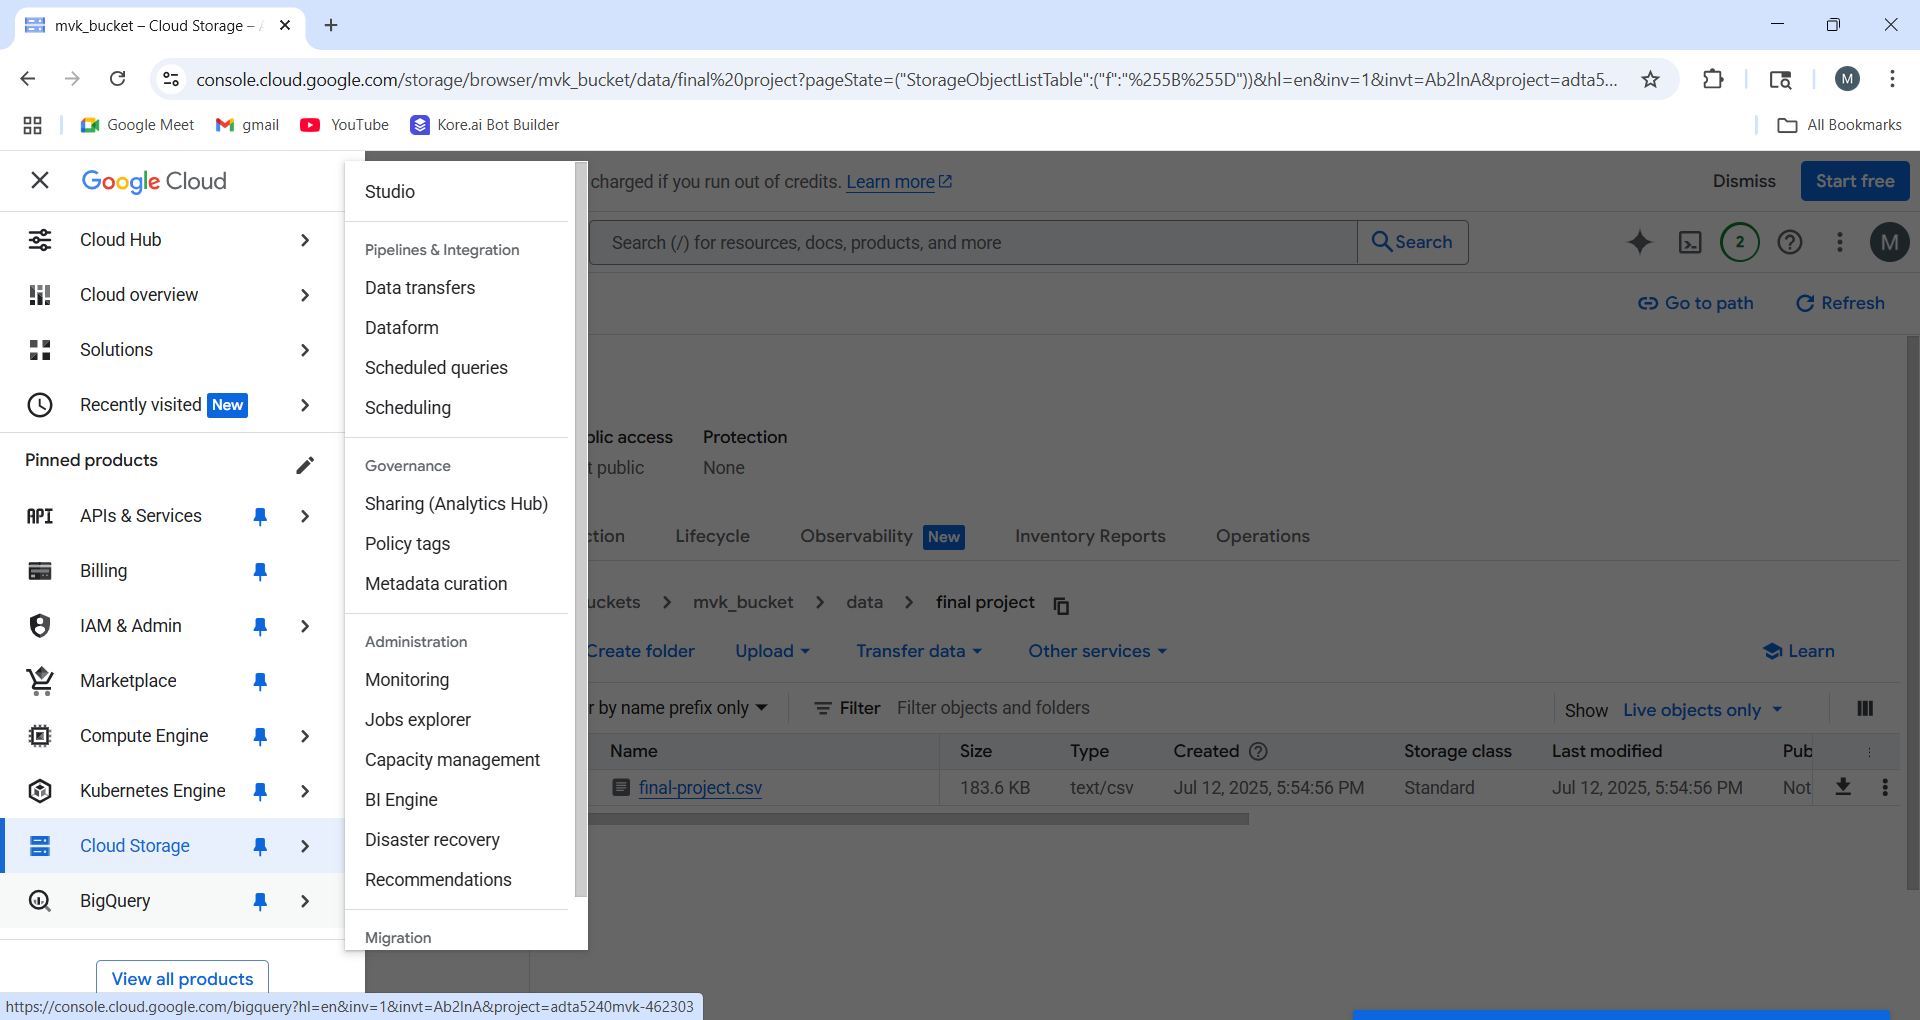 mvk_bucket – Cloud Storage –
console.cloud.google.com/storage/browser/mvk_bucket/data/final%20project?pageState=("StorageObjectListTable":("f":"%255B%255D"))&hl=en&inv=1&invt=Ab2InA&project=adta5...
M
Google Meet
gmail
YouTube
Kore.ai Bot Builder
All Bookmarks
Google Cloud
Cloud Hub
Cloud overview
Solutions
Recently visited New
Pinned products
API APIs & Services
Billing
IAM & Admin
Marketplace
Compute Engine
Kubernetes Engine
Cloud Storage
BigQuery
View all products
https://console.cloud.google.com/bigquery?hl=en&inv=1&invt=Ab2InA&project=adta5240mvk-462303
Studio
Pipelines & Integration
Data transfers
Dataform
Scheduled queries
Scheduling
Governance
Sharing (Analytics Hub)
Policy tags
Metadata curation
Administration
Monitoring
Jobs explorer
Capacity management
BI Engine
Disaster recovery
Recommendations
Migration
charged if you run out of credits. Learn more
Dismiss
Start free
Search (/) for resources, docs, products, and more
Search
2
M
Go to path
Refresh
blic access Protection
t public None
ction Lifecycle Observability New Inventory Reports Operations
uckets mvk_bucket data final project
Create folder Upload Transfer data Other services Learn
r by name prefix only Filter Filter objects and folders Show Live objects only
Name Size Type Created Storage class Last modified Pub
final-project.csv 183.6 KB text/csv Jul 12, 2025, 5:54:56 PM Standard Jul 12, 2025, 5:54:56 PM Not